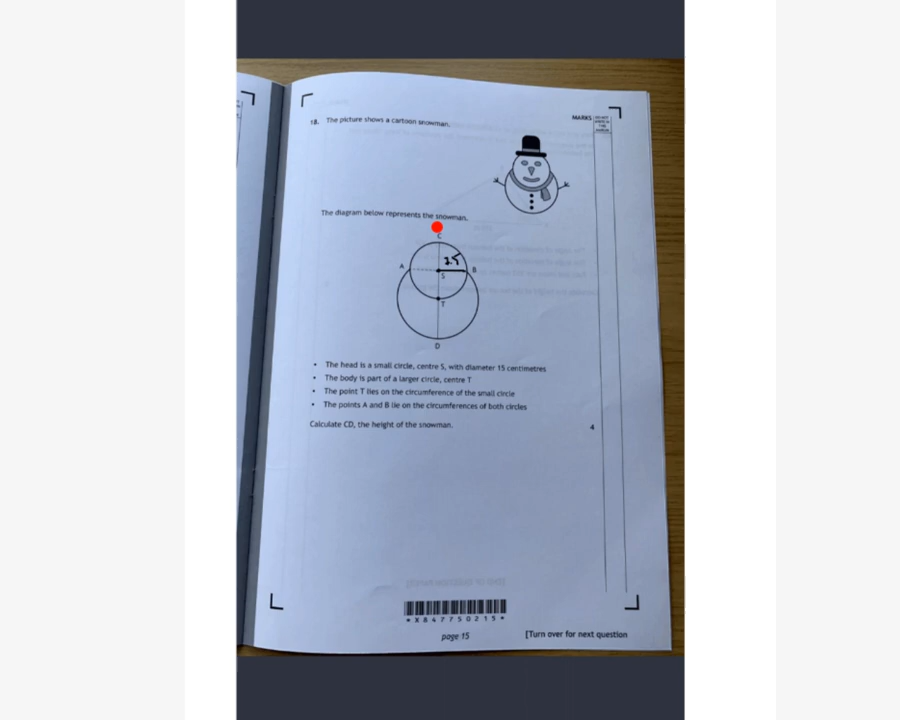 18. The picture shows a cartoon snowman.
MARKS
The diagram below represents the snowman.
C
7.5
A
B
S
T
D
• The head is a small circle, centre S, with diameter 15 centimetres
• The body is part of a larger circle, centre T
• The point T lies on the circumference of the small circle
• The points A and B lie on the circumferences of both circles
Calculate CD, the height of the snowman.
4
*X847750215*
page 15
[Turn over for next question